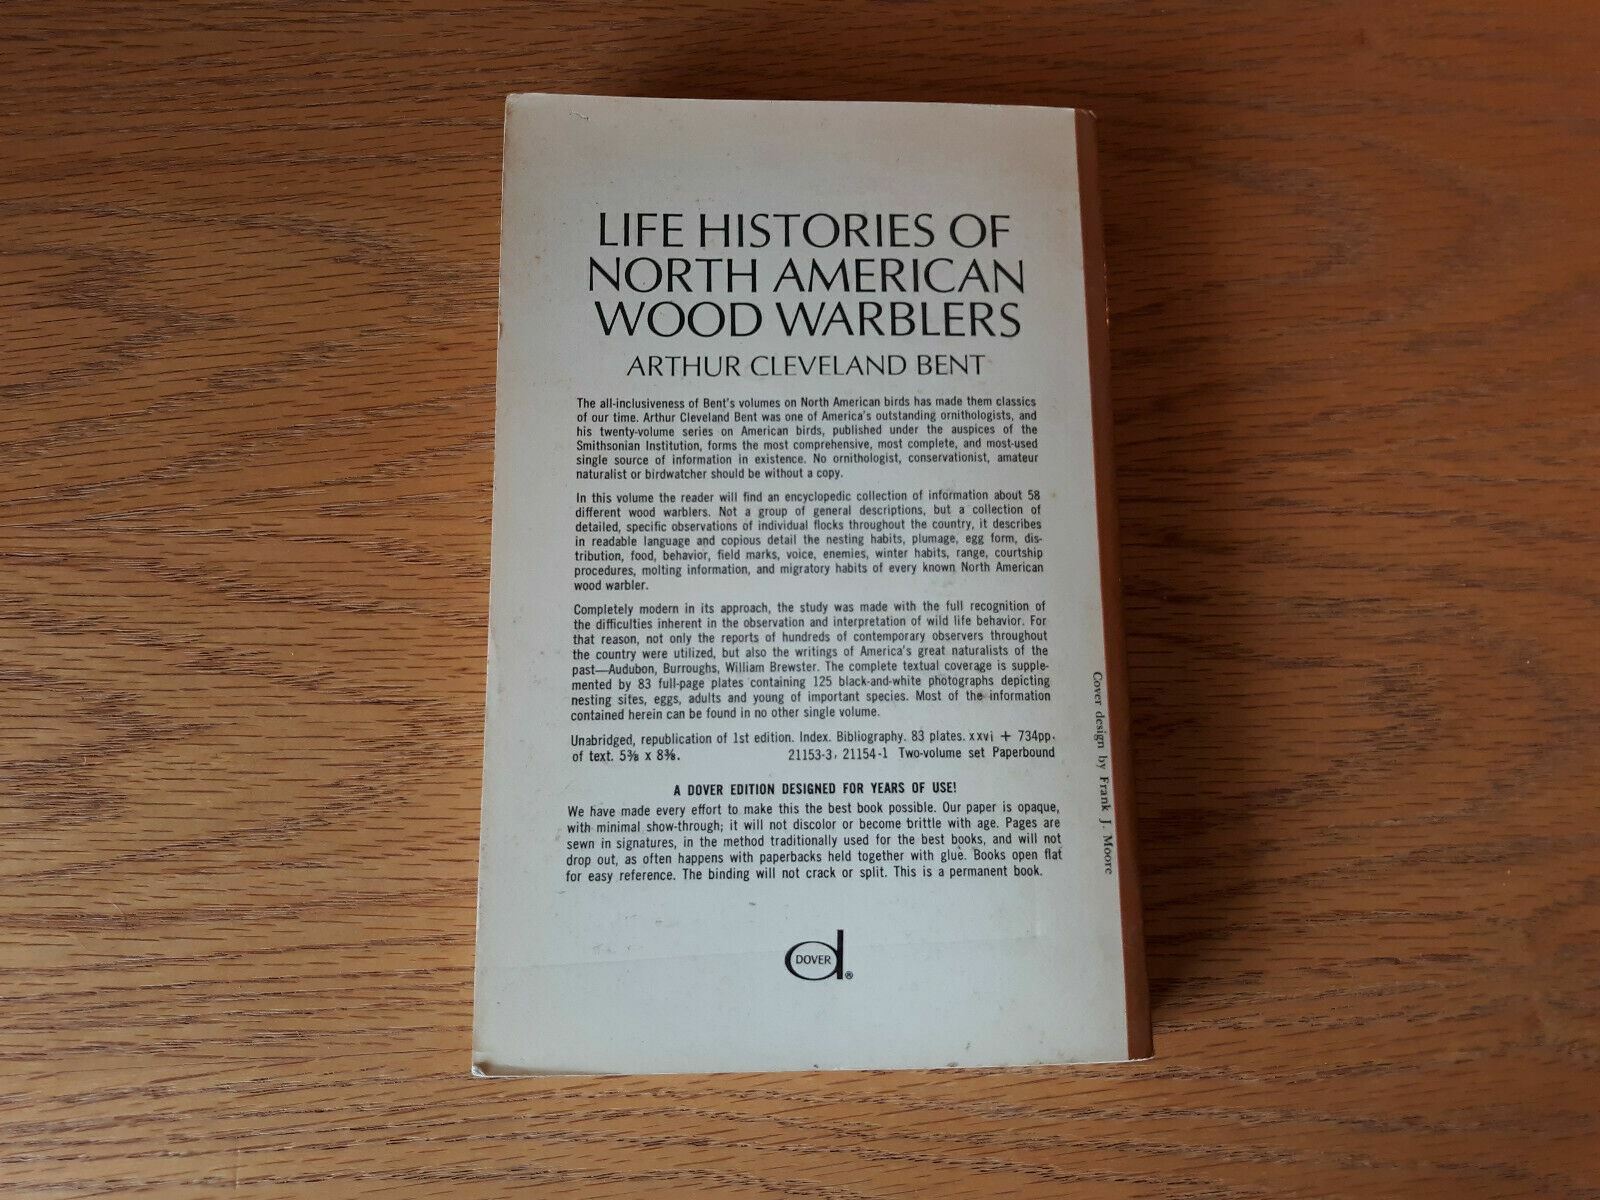 LIFE HISTORIES OF
NORTH AMERICAN
WOOD WARBLERS
ARTHUR CLEVELAND BENT
The all-inclusiveness of Bent's volumes on North American birds has made them classics
of our time. Arthur Cleveland Bent was one of America's outstanding ornithologists, and
his twenty-volume series on American birds, published under the auspices of the
Smithsonian Institution, forms the most comprehensive, most complete, and most-used
single source of information in existence. No ornithologist, conservationist, amateur
naturalist or birdwatcher should be without a copy.
In this volume the reader will find an encyclopedic collection of information about 58
different wood warblers. Not a group of general descriptions, but a collection of
detailed, specific observations of individual flocks throughout the country, it describes
in readable language and copious detail the nesting habits, plumage, egg form, dis-
tribution, food, behavior, field marks, voice, enemies, winter habits, range, courtship
procedures, molting information, and migratory habits of every known North American
wood warbler.
Completely modern in its approach, the study was made with the full recognition of
the difficulties inherent in the observation and interpretation of wild life behavior. For
that reason, not only the reports of hundreds of contemporary observers throughout
the country were utilized, but also the writings of America's great naturalists of the
past—Audubon, Burroughs, William Brewster. The complete textual coverage is supple-
mented by 83 full-page plates containing 125 black-and-white photographs depicting
nesting sites, eggs, adults and young of important species. Most of the information
contained herein can be found in no other single volume.
Unabridged, republication of 1st edition. Index. Bibliography. 83 plates. xxvi + 734pp.
of text. 5⅜ x 8⅜. 21153-3, 21154-1 Two-volume set Paperbound
A DOVER EDITION DESIGNED FOR YEARS OF USE!
We have made every effort to make this the best book possible. Our paper is opaque,
with minimal show-through; it will not discolor or become brittle with age. Pages are
sewn in signatures, in the method traditionally used for the best books, and will not
drop out, as often happens with paperbacks held together with glue. Books open flat
for easy reference. The binding will not crack or split. This is a permanent book.
DOVER ®
Cover design by Frank J. Moore